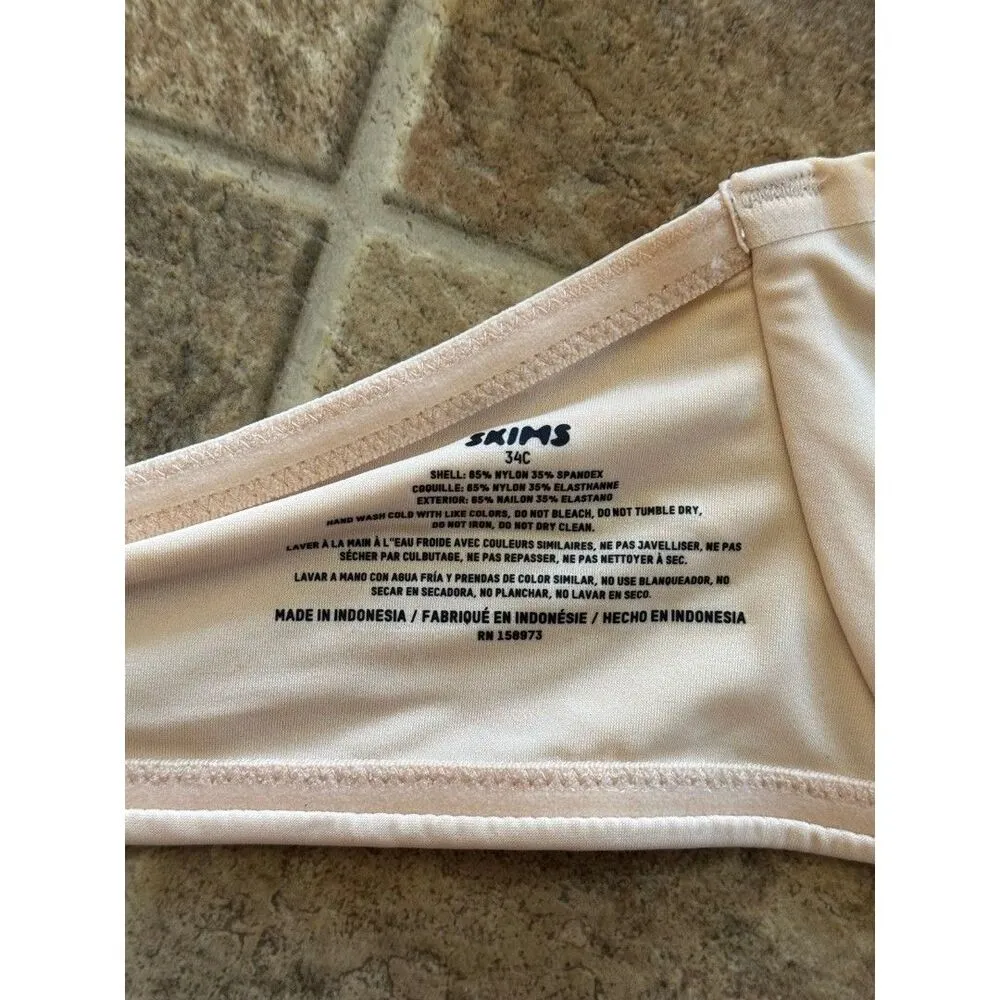 SKIMS
34C
SHELL: 65% NYLON 35% SPANDEX
COQUILLE: 65% NYLON 35% ELASTHANNE
EXTERIOR: 65% NAILON 35% ELASTANO
HAND WASH COLD WITH LIKE COLORS, DO NOT BLEACH, DO NOT TUMBLE DRY,
DO NOT IRON, DO NOT DRY CLEAN.
LAVER À LA MAIN À L"EAU FROIDE AVEC COULEURS SIMILAIRES, NE PAS JAVELLISER, NE PAS
SÉCHER PAR CULBUTAGE, NE PAS REPASSER, NE PAS NETTOYER À SEC.
LAVAR A MANO CON AGUA FRÍA Y PRENDAS DE COLOR SIMILAR, NO USE BLANQUEADOR, NO
SECAR EN SECADORA, NO PLANCHAR, NO LAVAR EN SECO.
MADE IN INDONESIA / FABRIQUÉ EN INDONÉSIE / HECHO EN INDONESIA
RN 158973